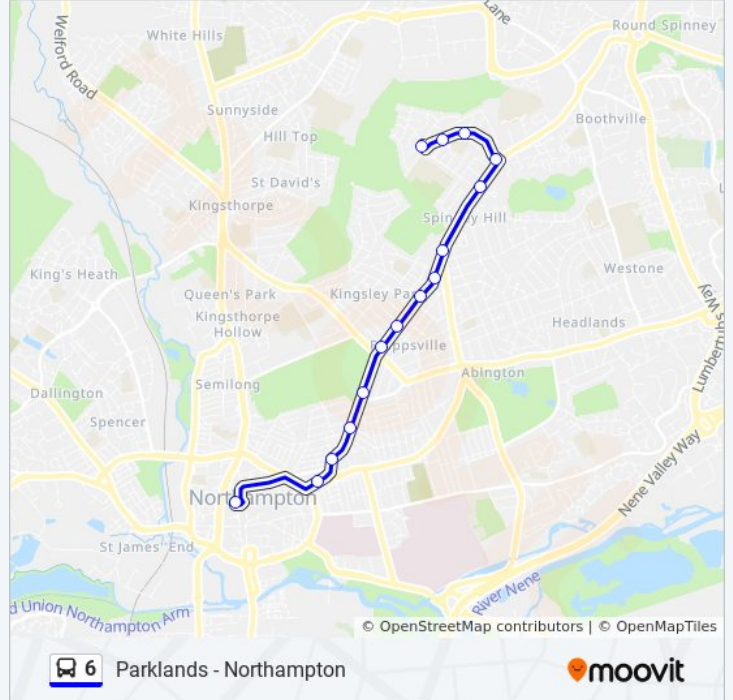 Lane
Round Spinney
White Hills
Welford Road
Sunnyside
Boothville
Hill Top
St David's
Kingsthorpe
Spinney Hill
Westone
King's Heath
Queen's Park
Kingsley Park
Lumbertubs Way
Kingsthorpe
Hollow
Headlands
Phippsville
Abington
Semilong
Dallington
Spencer
Nene Valley Way
Northampton
St James' End
River Nene
d Union Northampton Arm
© OpenStreetMap contributors | © OpenMapTiles
6 Parklands - Northampton
moovit